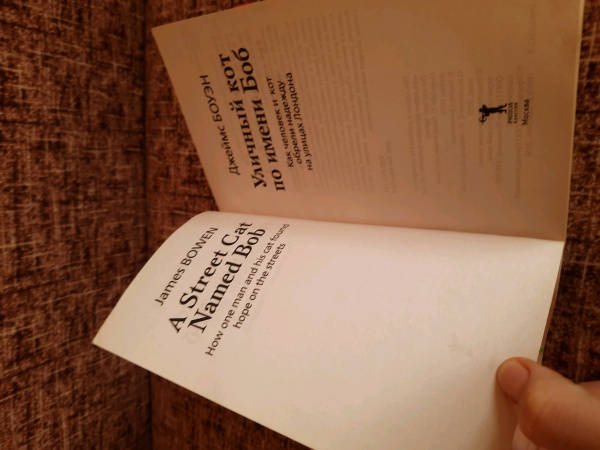 James BOWEN
A Street Cat
Named Bob
How one man and his cat found
hope on the streets
Джеймс БОУЭН
Уличный кот
по имени Боб
Как человек и кот
обрели надежду
на улицах Лондона
Москва